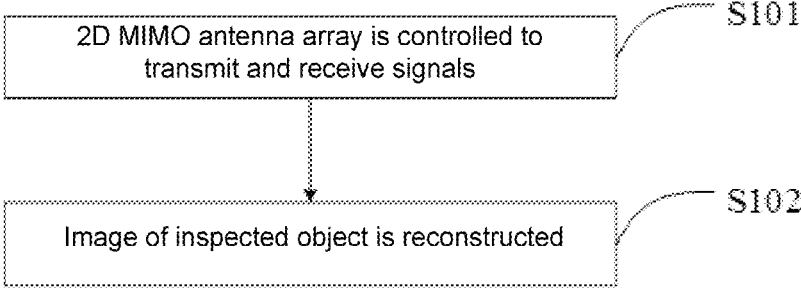 S101
2D MIMO antenna array is controlled to
transmit and receive signals
S102
Image of inspected object is reconstructed